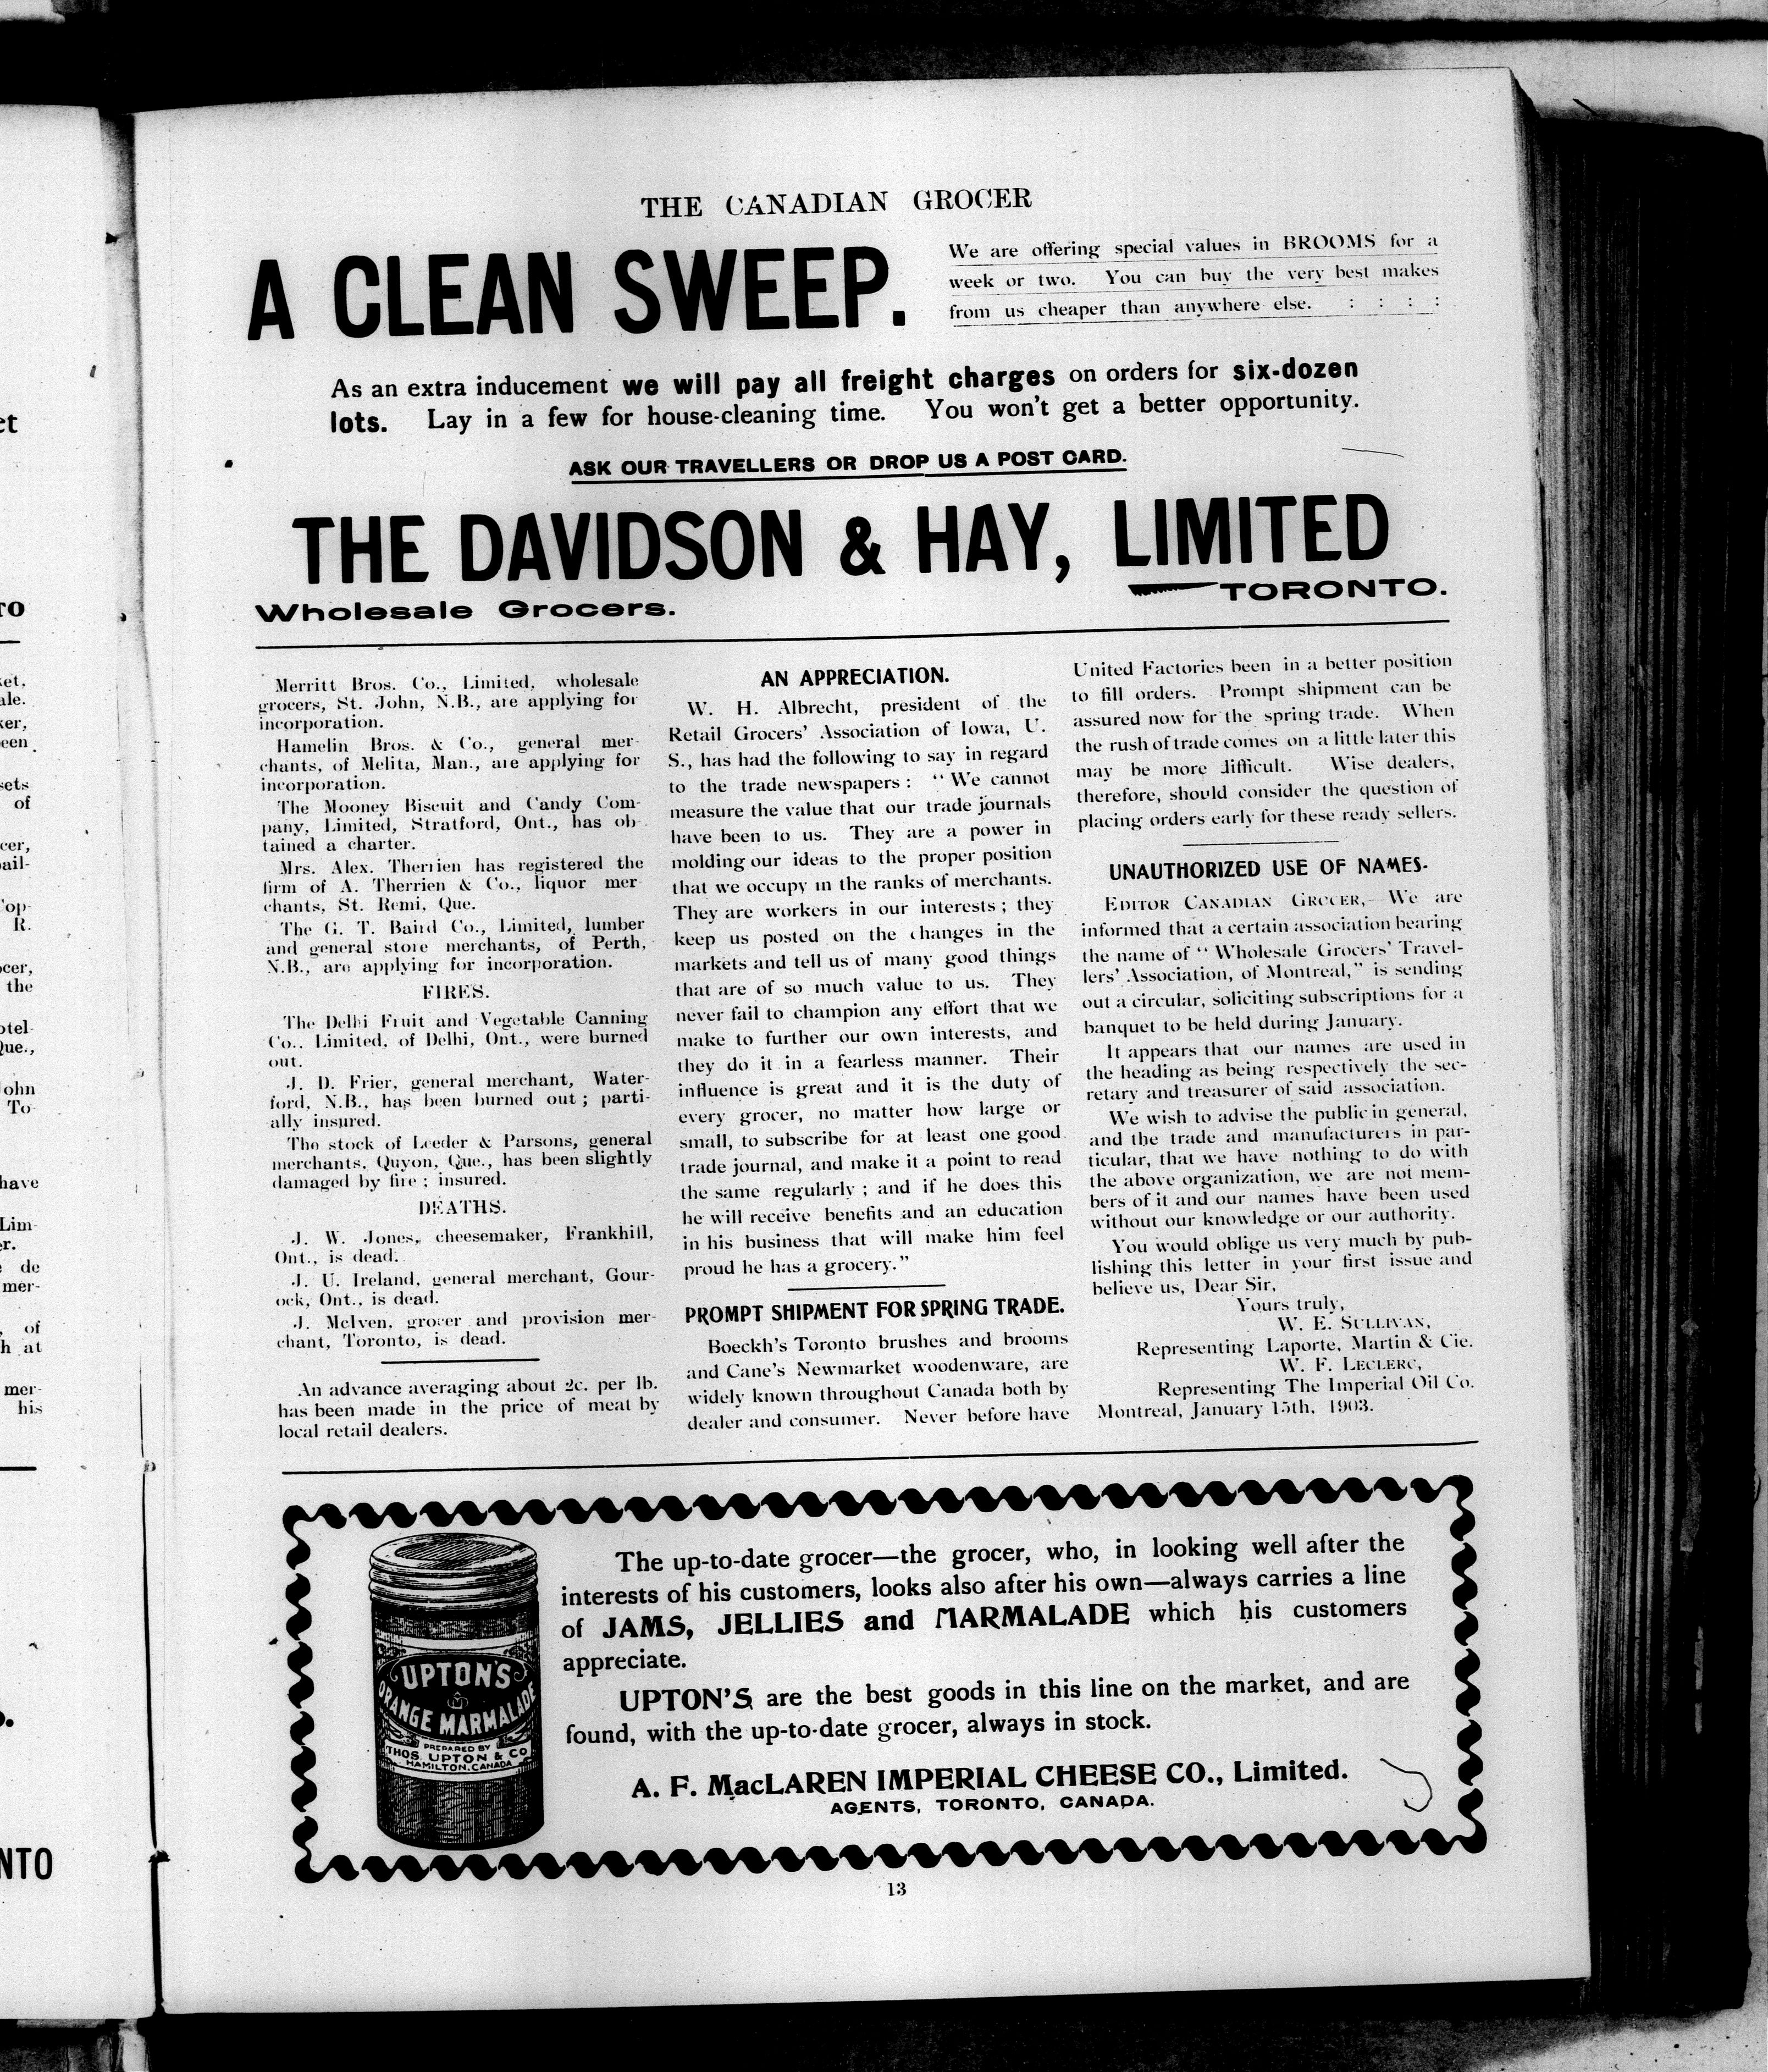 THE CANADIAN GROCER
A CLEAN SWEEP.
We are offering special values in BROOMS for a
week or two. You can buy the very best makes
from us cheaper than anywhere else. : : : :
As an extra inducement we will pay all freight charges on orders for six-dozen
lots. Lay in a few for house-cleaning time. You won't get a better opportunity.
ASK OUR TRAVELLERS OR DROP US A POST CARD.
THE DAVIDSON & HAY, LIMITED
Wholesale Grocers.
TORONTO.
Merritt Bros. Co., Limited, wholesale
grocers, St. John, N.B., are applying for
incorporation.
Hamelin Bros. & Co., general mer-
chants, of Melita, Man., are applying for
incorporation.
The Mooney Biscuit and Candy Com-
pany, Limited, Stratford, Ont., has ob-
tained a charter.
Mrs. Alex. Therrien has registered the
firm of A. Therrien & Co., liquor mer-
chants, St. Remi, Que.
The G. T. Baird Co., Limited, lumber
and general store merchants, of Perth,
N.B., are applying for incorporation.
FIRES.
The Delhi Fruit and Vegetable Canning
Co., Limited, of Delhi, Ont., were burned
out.
J. D. Frier, general merchant, Water-
ford, N.B., has been burned out ; parti-
ally insured.
The stock of Leeder & Parsons, general
merchants, Quyon, Que., has been slightly
damaged by fire ; insured.
DEATHS.
J. W. Jones, cheesemaker, Frankhill,
Ont., is dead.
J. U. Ireland, general merchant, Gour-
ock, Ont., is dead.
J. McIven, grocer and provision mer-
chant, Toronto, is dead.
An advance averaging about 2c. per lb.
has been made in the price of meat by
local retail dealers.
AN APPRECIATION.
W. H. Albrecht, president of the
Retail Grocers' Association of Iowa, U.
S., has had the following to say in regard
to the trade newspapers : " We cannot
measure the value that our trade journals
have been to us. They are a power in
molding our ideas to the proper position
that we occupy in the ranks of merchants.
They are workers in our interests ; they
keep us posted on the changes in the
markets and tell us of many good things
that are of so much value to us. They
never fail to champion any effort that we
make to further our own interests, and
they do it in a fearless manner. Their
influence is great and it is the duty of
every grocer, no matter how large or
small, to subscribe for at least one good
trade journal, and make it a point to read
the same regularly ; and if he does this
he will receive benefits and an education
in his business that will make him feel
proud he has a grocery."
PROMPT SHIPMENT FOR SPRING TRADE.
Boeckh's Toronto brushes and brooms
and Cane's Newmarket woodenware, are
widely known throughout Canada both by
dealer and consumer. Never before have
United Factories been in a better position
to fill orders. Prompt shipment can be
assured now for the spring trade. When
the rush of trade comes on a little later this
may be more difficult. Wise dealers,
therefore, should consider the question of
placing orders early for these ready sellers.
UNAUTHORIZED USE OF NAMES.
EDITOR CANADIAN GROCER,—We are
informed that a certain association bearing
the name of " Wholesale Grocers' Travel-
lers' Association, of Montreal," is sending
out a circular, soliciting subscriptions for a
banquet to be held during January.
It appears that our names are used in
the heading as being respectively the sec-
retary and treasurer of said association.
We wish to advise the public in general,
and the trade and manufacturers in par-
ticular, that we have nothing to do with
the above organization, we are not mem-
bers of it and our names have been used
without our knowledge or our authority.
You would oblige us very much by pub-
lishing this letter in your first issue and
believe us, Dear Sir,
Yours truly,
W. E. SULLIVAN,
Representing Laporte, Martin & Cie.
W. F. LECLERC,
Representing The Imperial Oil Co.
Montreal, January 15th, 1903.
UPTON'S
ORANGE MARMALADE
PREPARED BY
THOS. UPTON & CO
HAMILTON, CANADA
The up-to-date grocer—the grocer, who, in looking well after the
interests of his customers, looks also after his own—always carries a line
of JAMS, JELLIES and MARMALADE which his customers
appreciate.
UPTON'S are the best goods in this line on the market, and are
found, with the up-to-date grocer, always in stock.
A. F. MacLAREN IMPERIAL CHEESE CO., Limited.
AGENTS, TORONTO, CANADA.
13